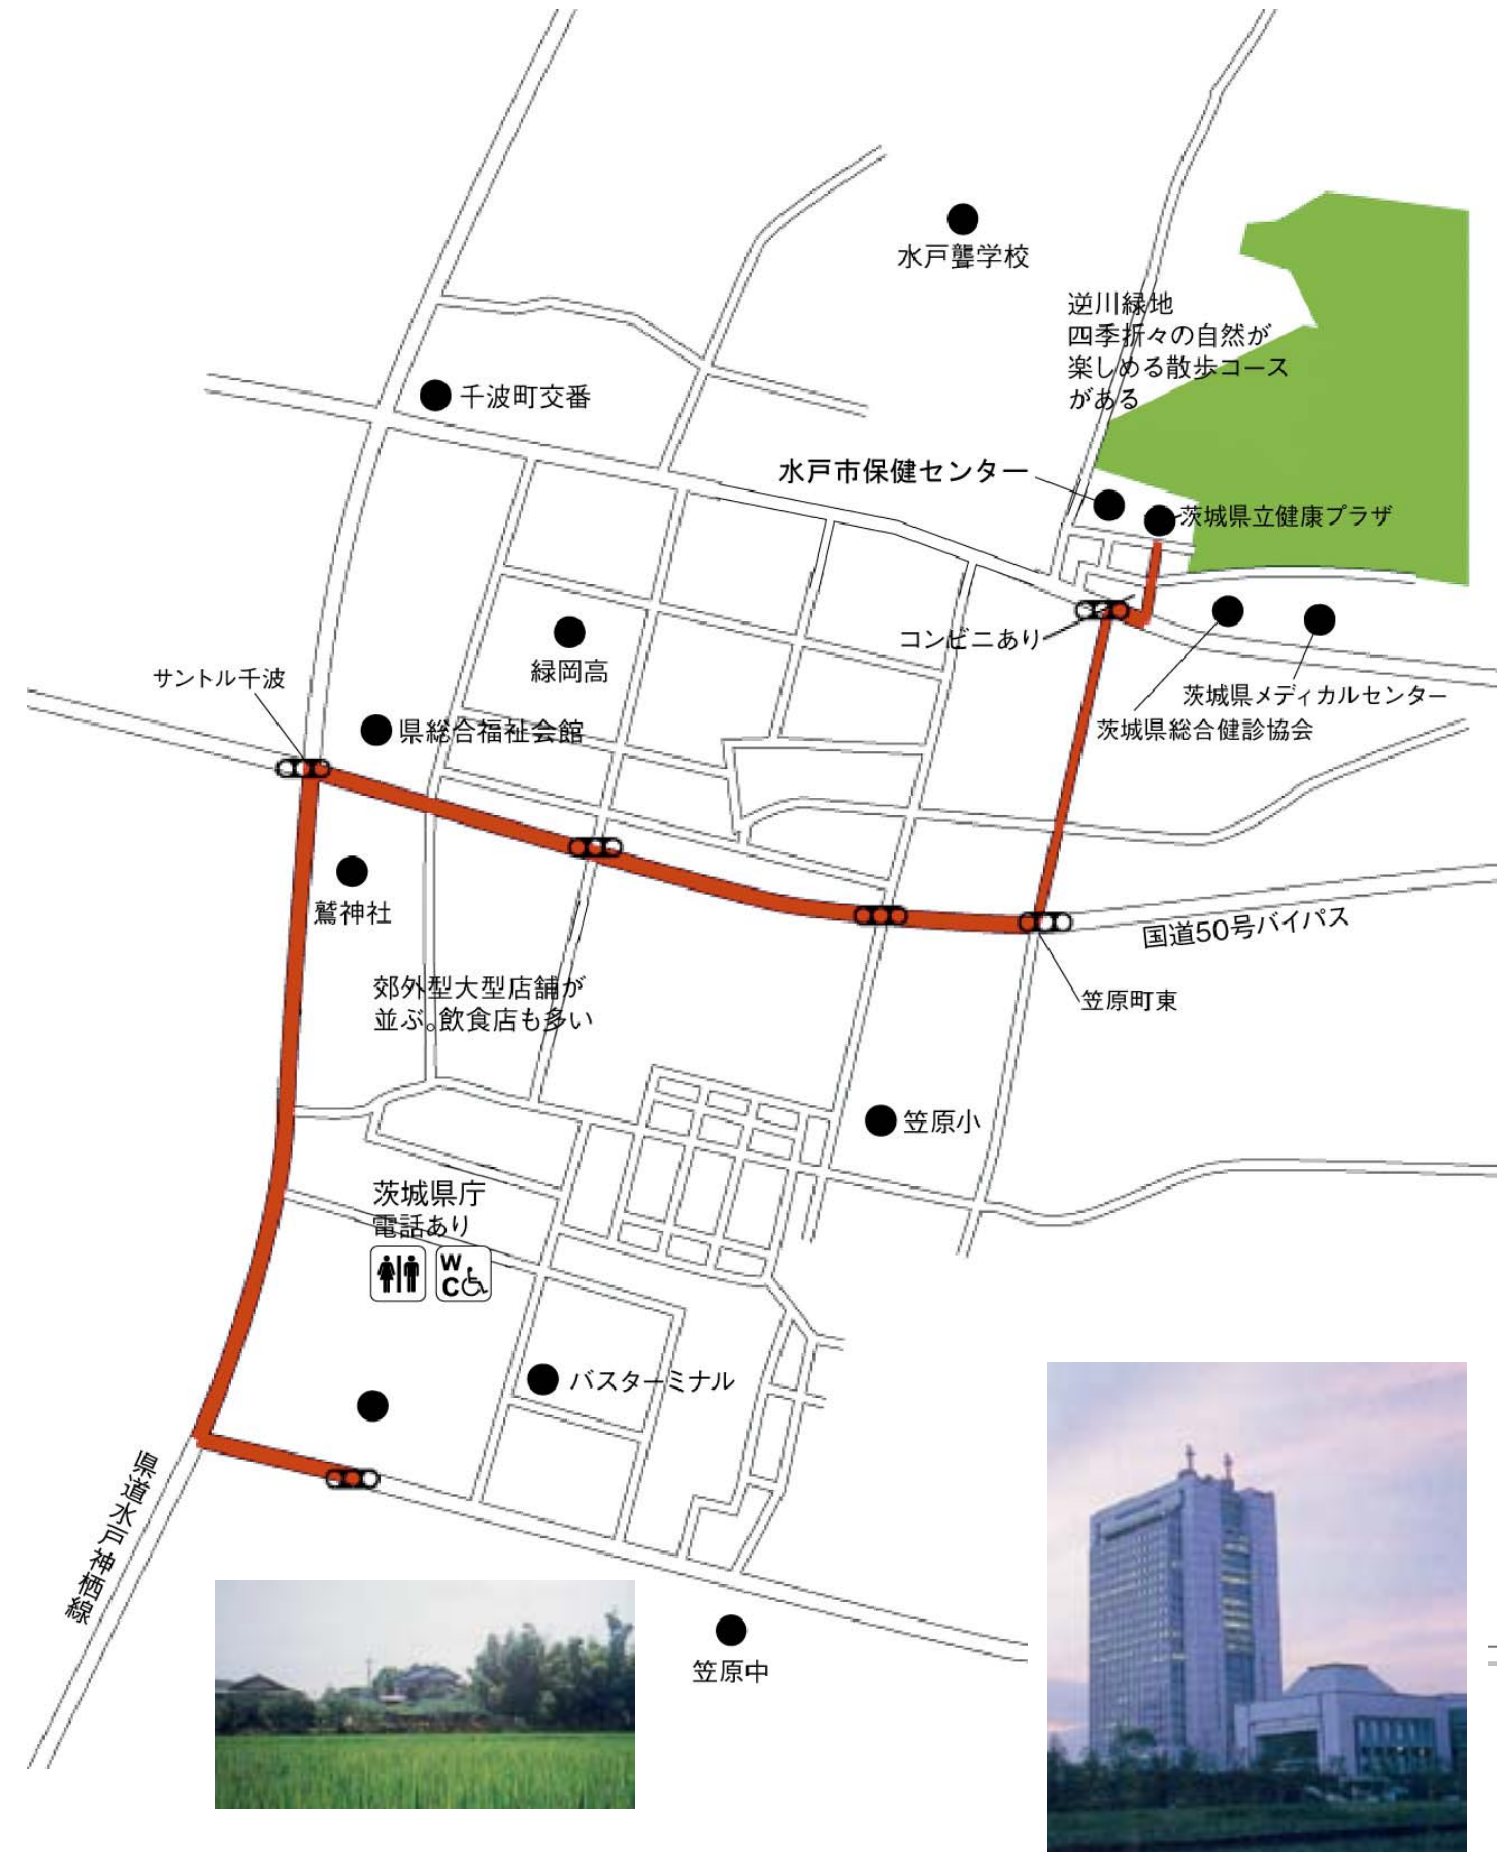 水戸聾学校
逆川緑地
四季折々の自然が
楽しめる散歩コース
がある
千波町交番
水戸市保健センター
茨城県立健康プラザ
コンビニあり
緑岡高
サントル千波
茨城県メディカルセンター
茨城県総合健診協会
県総合福祉会館
鷲神社
国道50号バイパス
郊外型大型店舗が
並ぶ。飲食店も多い
笠原町東
笠原小
茨城県庁
電話あり
WC
バスターミナル
県道水戸神栖線
笠原中